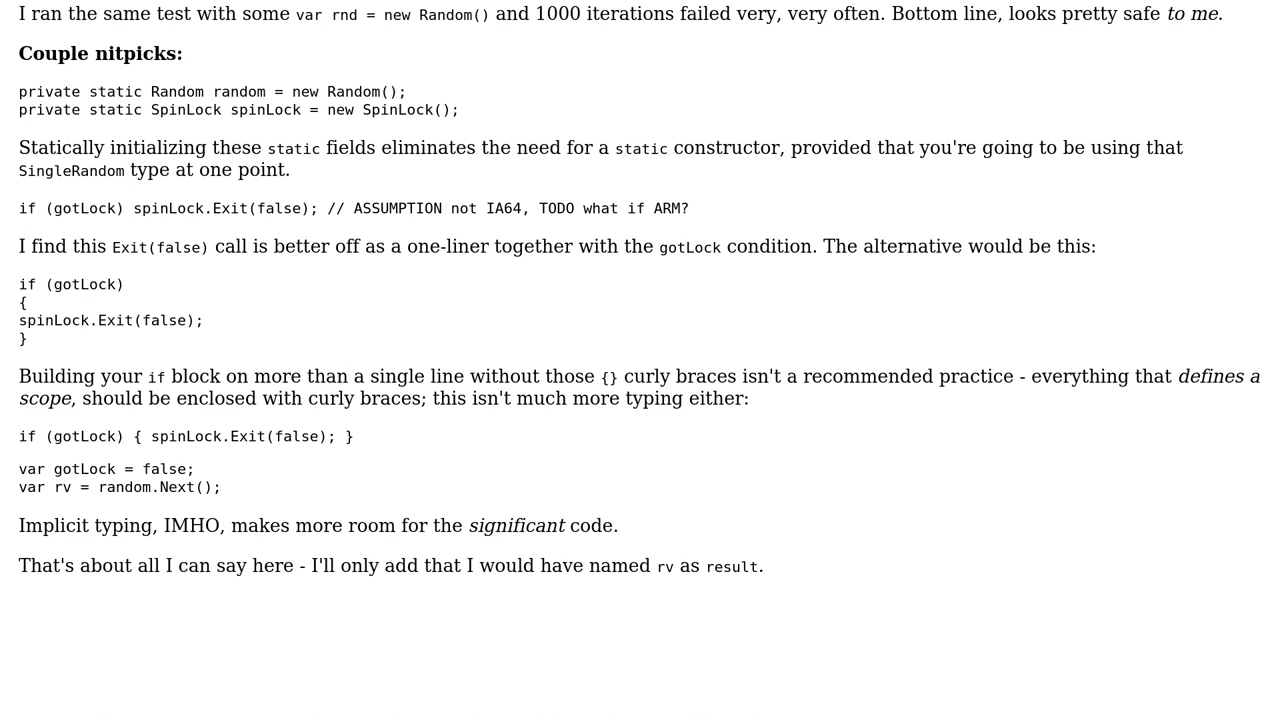 I ran the same test with some var rnd = new Random() and 1000 iterations failed very, very often. Bottom line, looks pretty safe to me.
Couple nitpicks:
private static Random random = new Random();
private static SpinLock spinLock = new SpinLock();
Statically initializing these static fields eliminates the need for a static constructor, provided that you're going to be using that
SingleRandom type at one point.
if (gotLock) spinLock.Exit(false); // ASSUMPTION not IA64, TODO what if ARM?
I find this Exit(false) call is better off as a one-liner together with the gotLock condition. The alternative would be this:
if (gotLock)
{
spinLock.Exit(false);
}
Building your if block on more than a single line without those {} curly braces isn't a recommended practice - everything that defines a
scope, should be enclosed with curly braces; this isn't much more typing either:
if (gotLock) { spinLock.Exit(false); }
var gotLock = false;
var rv = random.Next();
Implicit typing, IMHO, makes more room for the significant code.
That's about all I can say here - I'll only add that I would have named rv as result.